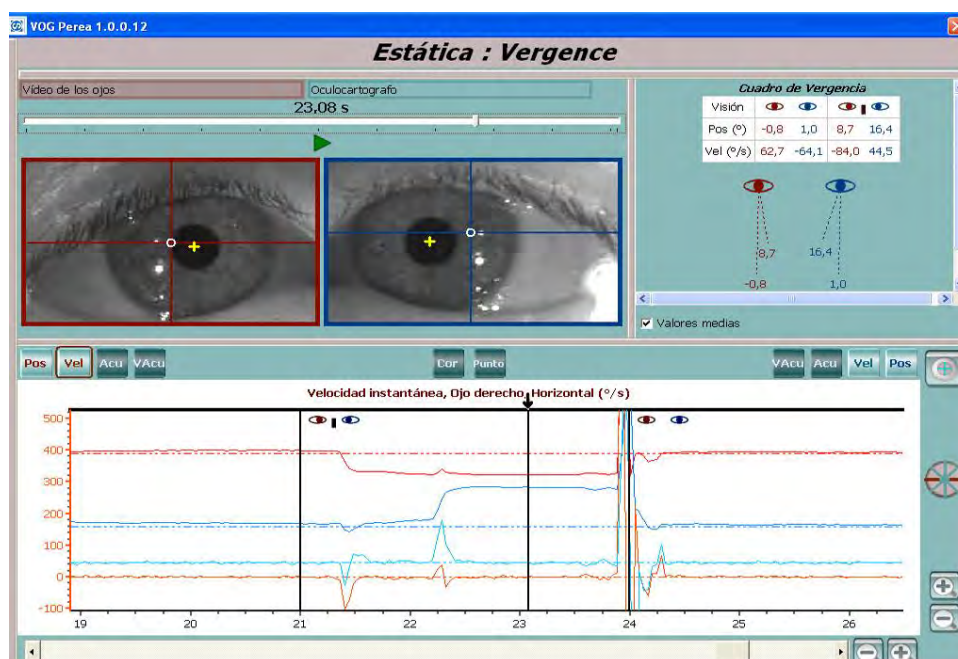 VOG Perea 1.0.0.12
Estática : Vergence
Vídeo de los ojos
Oculocartografo
23,08 s
Cuadro de Vergencia
Visión
Pos (º) -0,8 1,0 8,7 16,4
Vel (º/s) 62,7 -64,1 -84,0 44,5
8,7 16,4
-0,8 1,0
Valores medias
Pos Vel Acu VAcu Cor Punto VAcu Acu Vel Pos
Velocidad instantánea, Ojo derecho, Horizontal (º/s)
500
400
300
200
100
0
-100
19 20 21 22 23 24 25 26